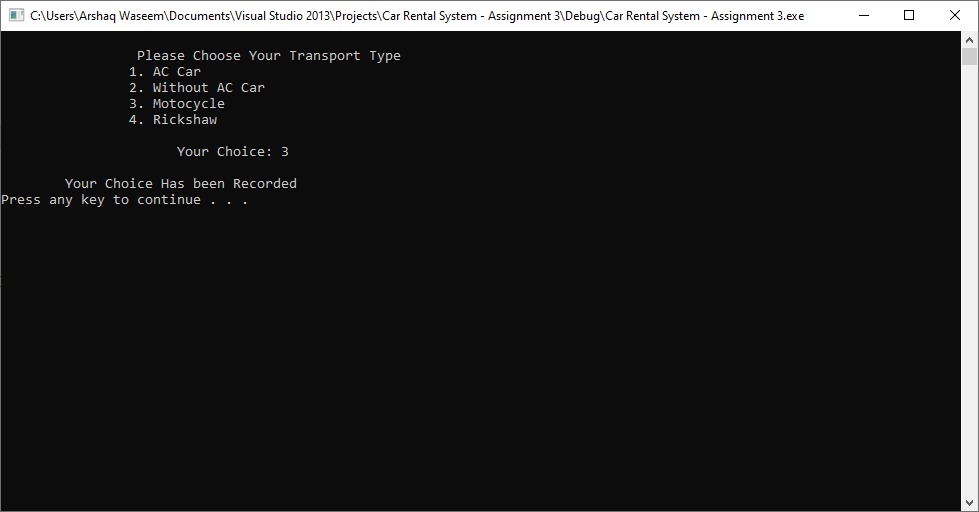 C:\Users\Arshaq Waseem\Documents\Visual Studio 2013\Projects\Car Rental System - Assignment 3\Debug\Car Rental System - Assignment 3.exe
Please Choose Your Transport Type
1. AC Car
2. Without AC Car
3. Motocycle
4. Rickshaw
Your Choice: 3
Your Choice Has been Recorded
Press any key to continue . . .